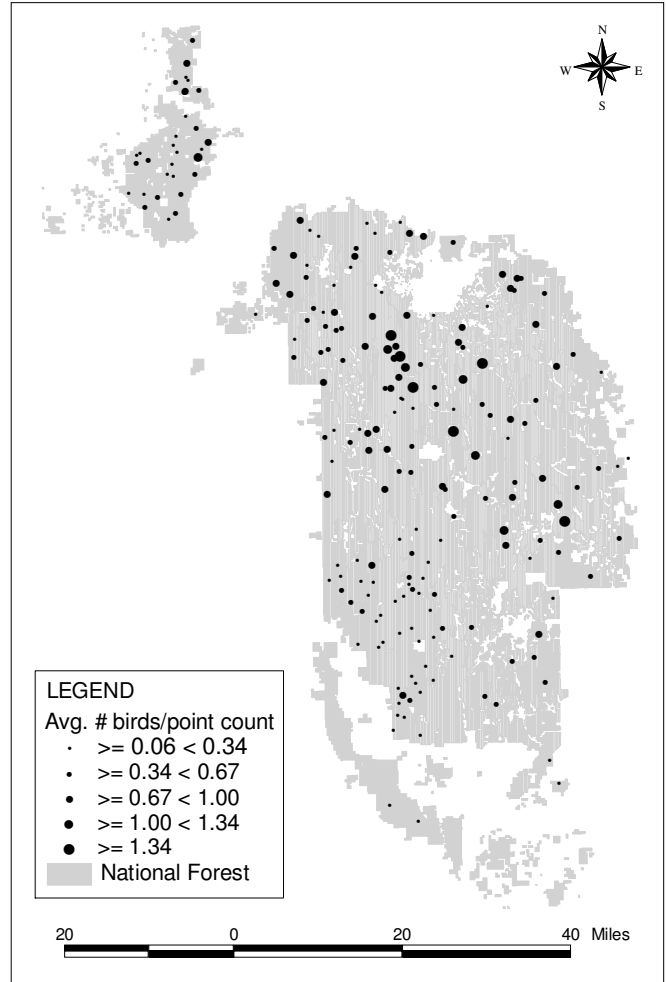 N
W E
S
LEGEND
Avg. # birds/point count
>= 0.06 < 0.34
>= 0.34 < 0.67
>= 0.67 < 1.00
>= 1.00 < 1.34
>= 1.34
National Forest
20 0 20 40 Miles